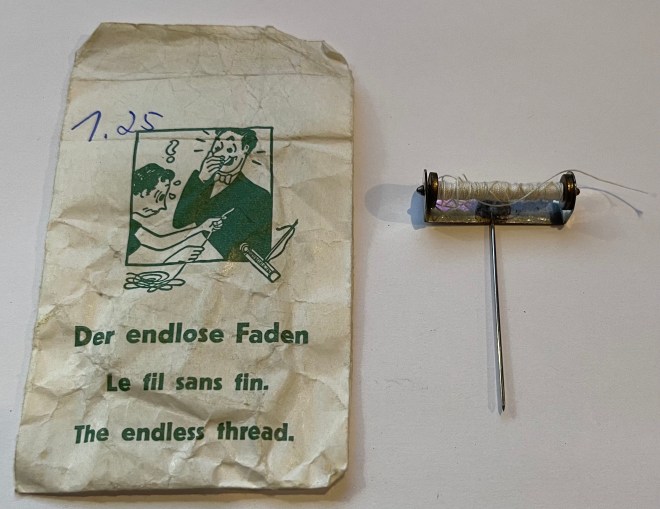 1.25
?
Der endlose Faden
Le fil sans fin.
The endless thread.